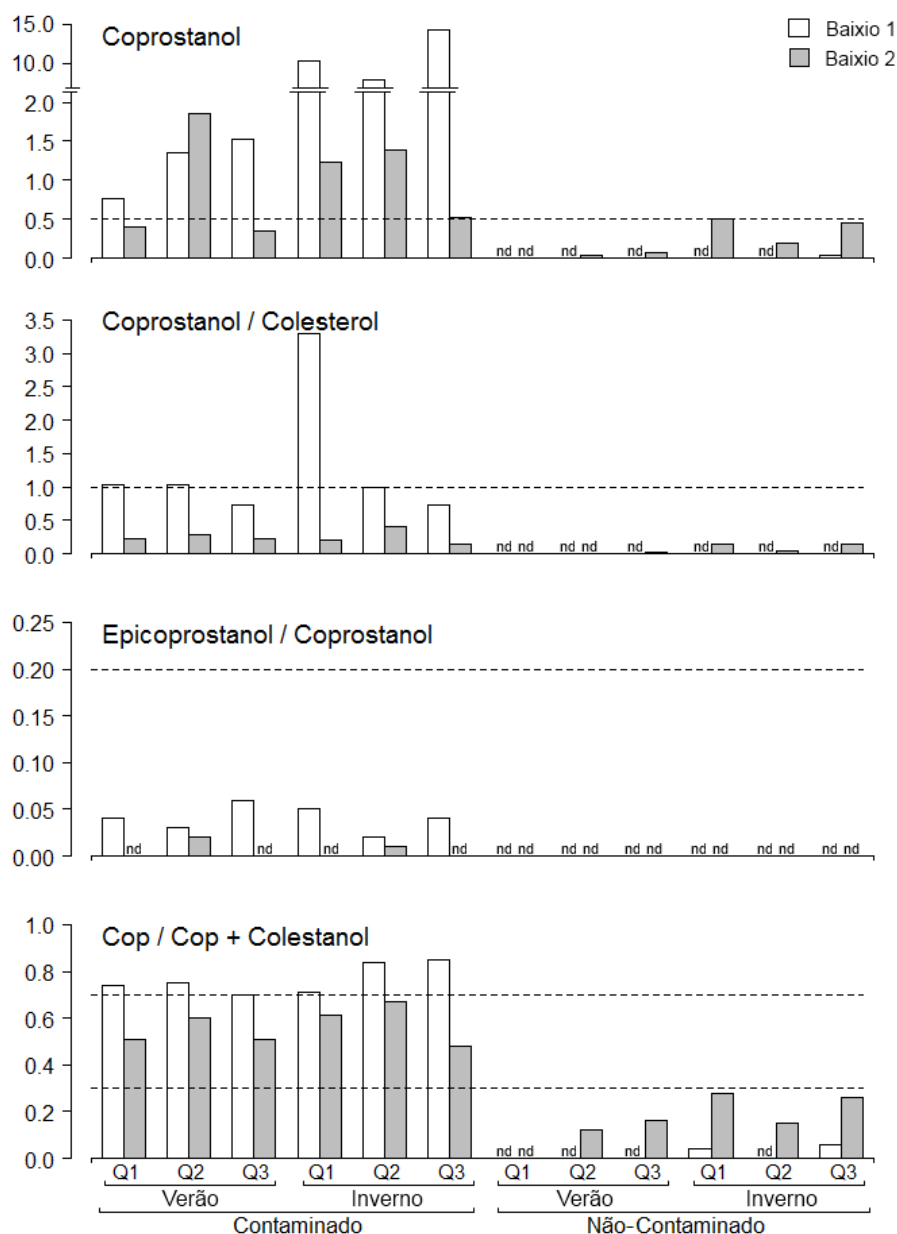 Coprostanol
Baixio 1
Baixio 2
15.0
10.0
2.0
1.5
1.0
0.5
0.0
nd nd nd nd nd nd
Coprostanol / Colesterol
3.5
3.0
2.5
2.0
1.5
1.0
0.5
0.0
nd nd nd nd nd nd nd nd
Epicoprostanol / Coprostanol
0.25
0.20
0.15
0.10
0.05
0.00
nd nd nd nd nd nd nd nd nd nd nd nd nd nd nd nd
Cop / Cop + Colestanol
1.0
0.8
0.6
0.4
0.2
0.0
nd nd nd nd nd
Q1 Q2 Q3 Q1 Q2 Q3 Q1 Q2 Q3 Q1 Q2 Q3
Verão Inverno Verão Inverno
Contaminado Não-Contaminado